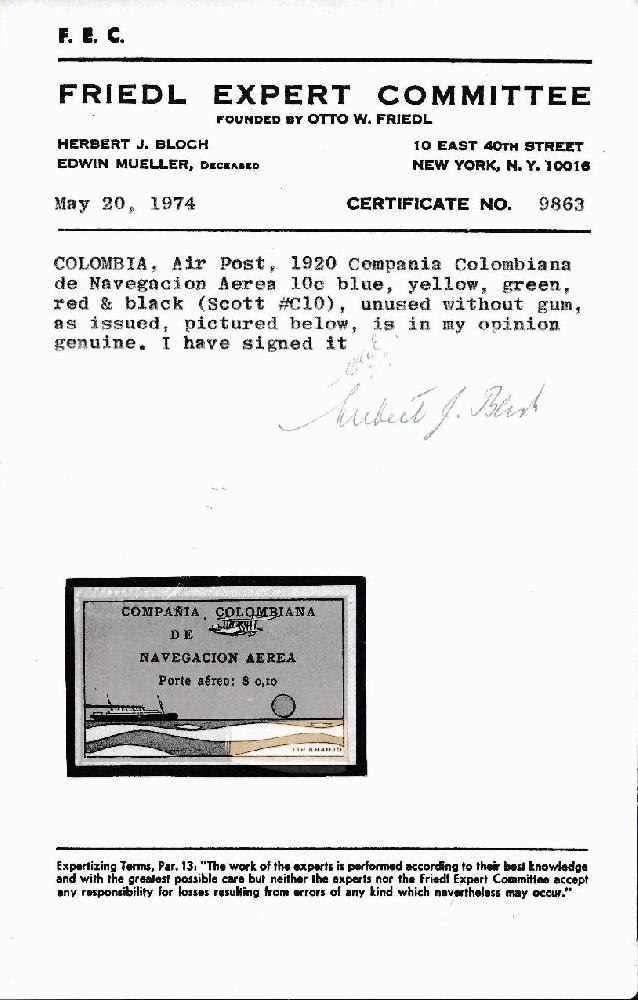 F. E. C.
FRIEDL EXPERT COMMITTEE
FOUNDED BY OTTO W. FRIEDL
HERBERT J. BLOCH 10 EAST 40TH STREET
EDWIN MUELLER, DECEASED NEW YORK, N. Y. 10016
May 20, 1974 CERTIFICATE NO. 9863
COLOMBIA, Air Post, 1920 Compania Colombiana
de Navegacion Aerea 10c blue, yellow, green,
red & black (Scott #C10), unused without gum,
as issued, pictured below, is in my opinion
genuine. I have signed it
Herbert J. Bloch
COMPAÑIA COLOMBIANA
DE
NAVEGACION AEREA
Porte aéreo: $ 0,10
Expertizing Terms, Par. 13: "The work of the experts is performed according to their best knowledge
and with the greatest possible care but neither the experts nor the Friedl Expert Committee accept
any responsibility for losses resulting from errors of any kind which nevertheless may occur."